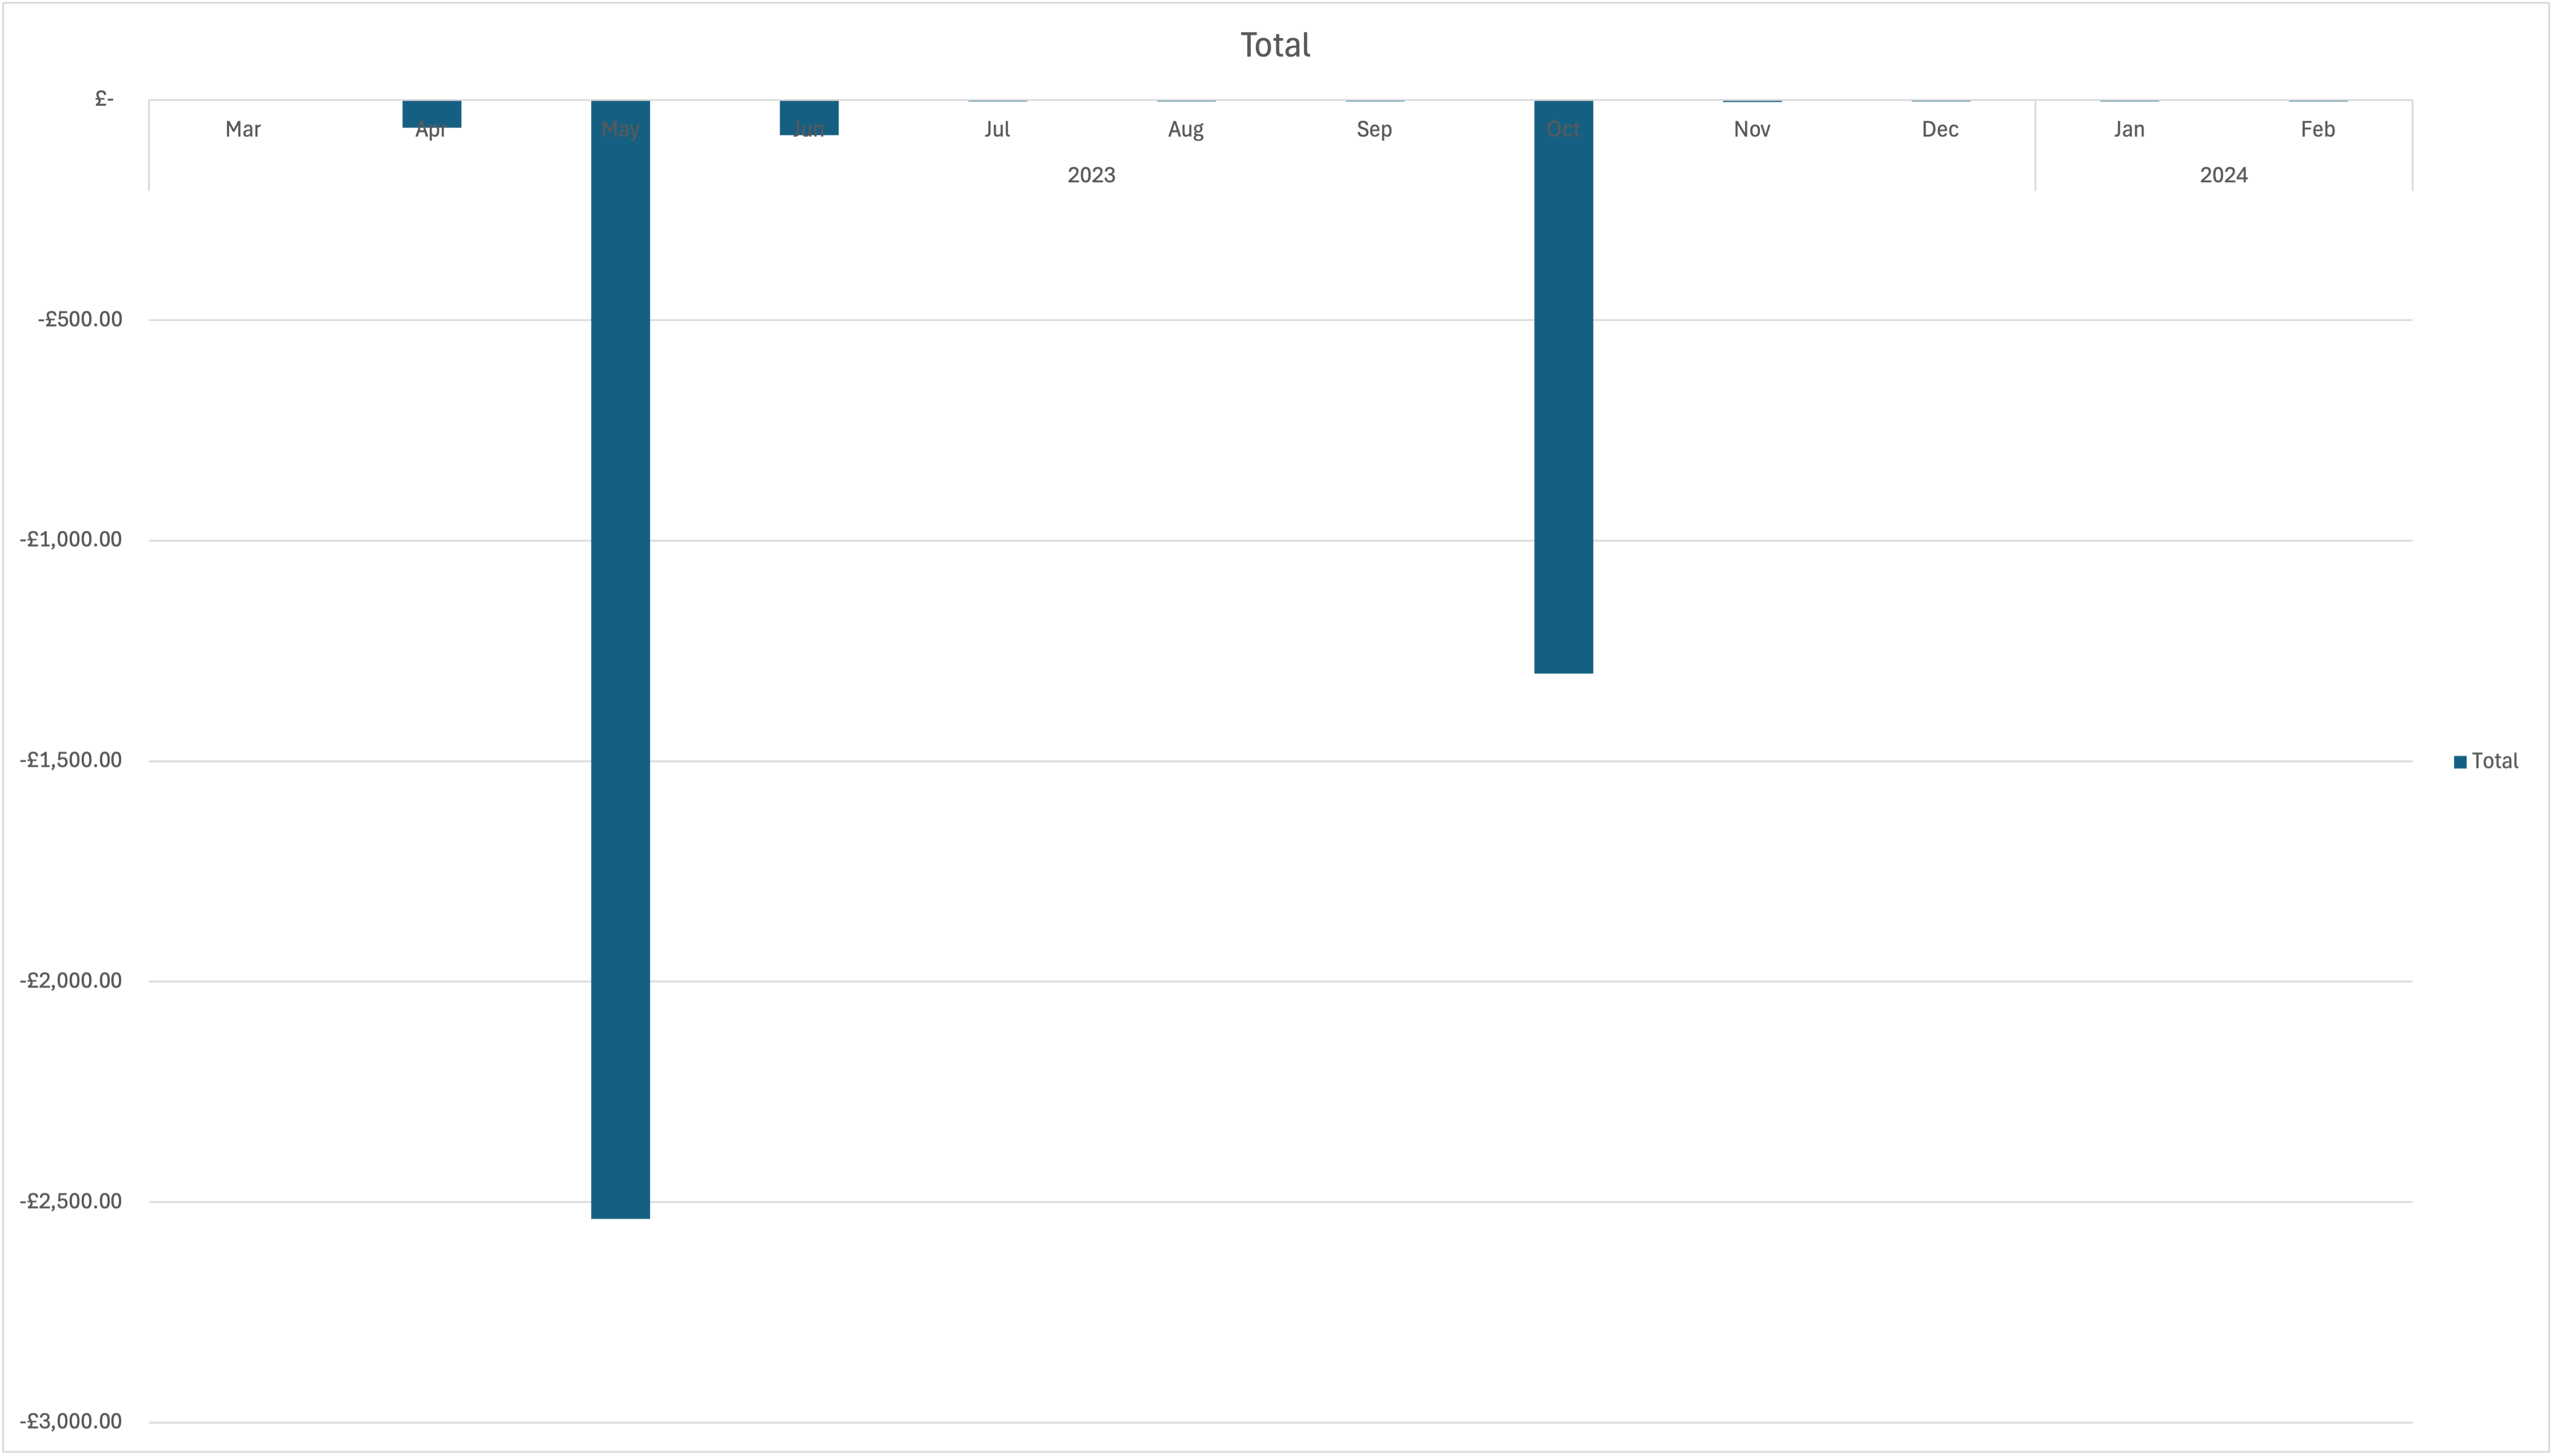 Total
£-
Mar Apr May Jun Jul Aug Sep Oct Nov Dec Jan Feb
2023 2024
-£500.00
-£1,000.00
-£1,500.00
Total
-£2,000.00
-£2,500.00
-£3,000.00